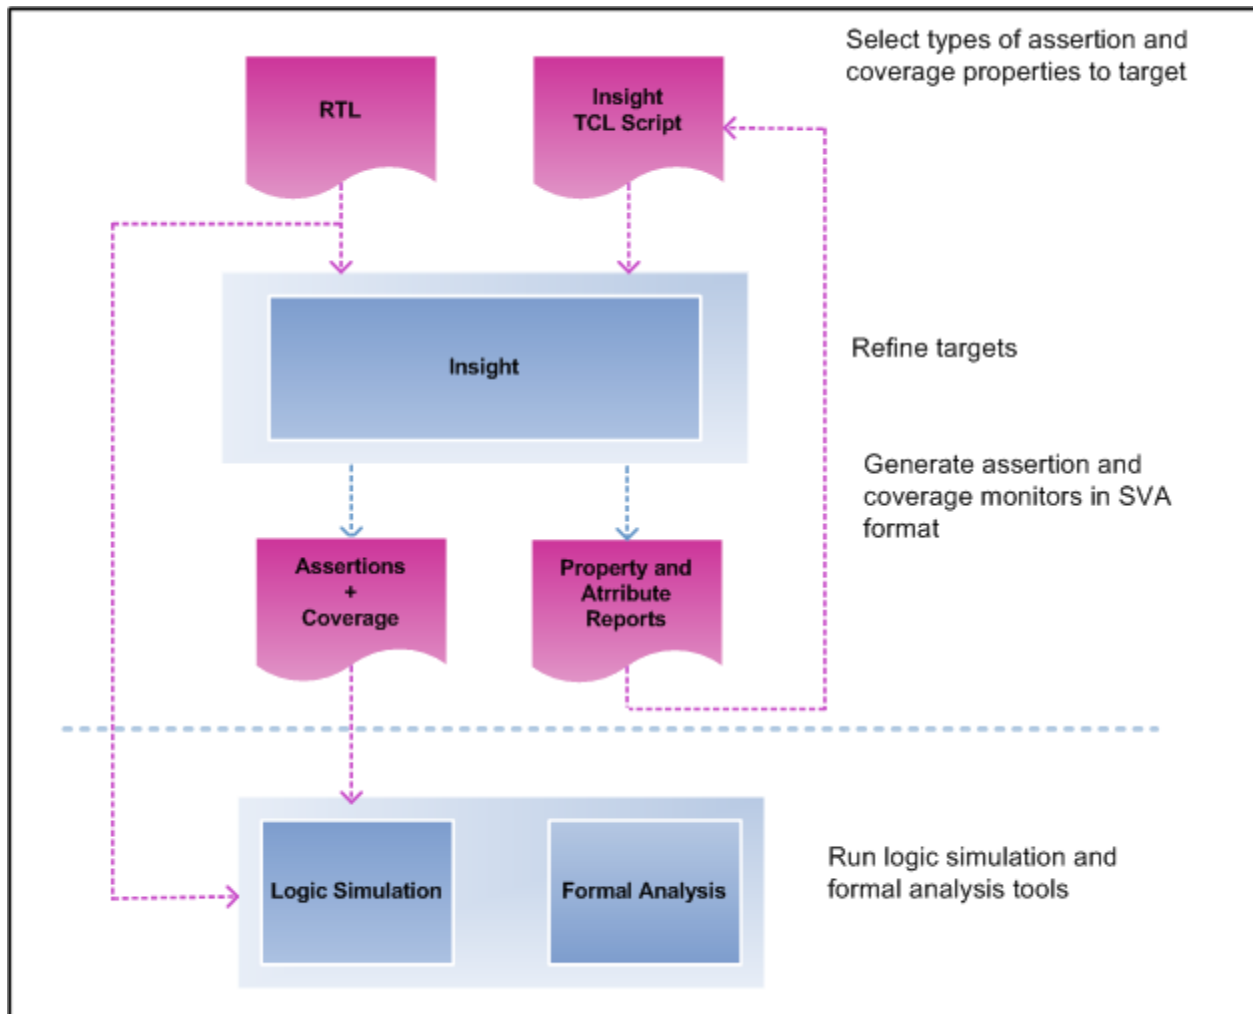 Select types of assertion and
coverage properties to target
RTL
Insight
TCL Script
Refine targets
Insight
Generate assertion and
coverage monitors in SVA
format
Assertions
+
Coverage
Property and
Atrribute
Reports
Run logic simulation and
formal analysis tools
Logic Simulation
Formal Analysis